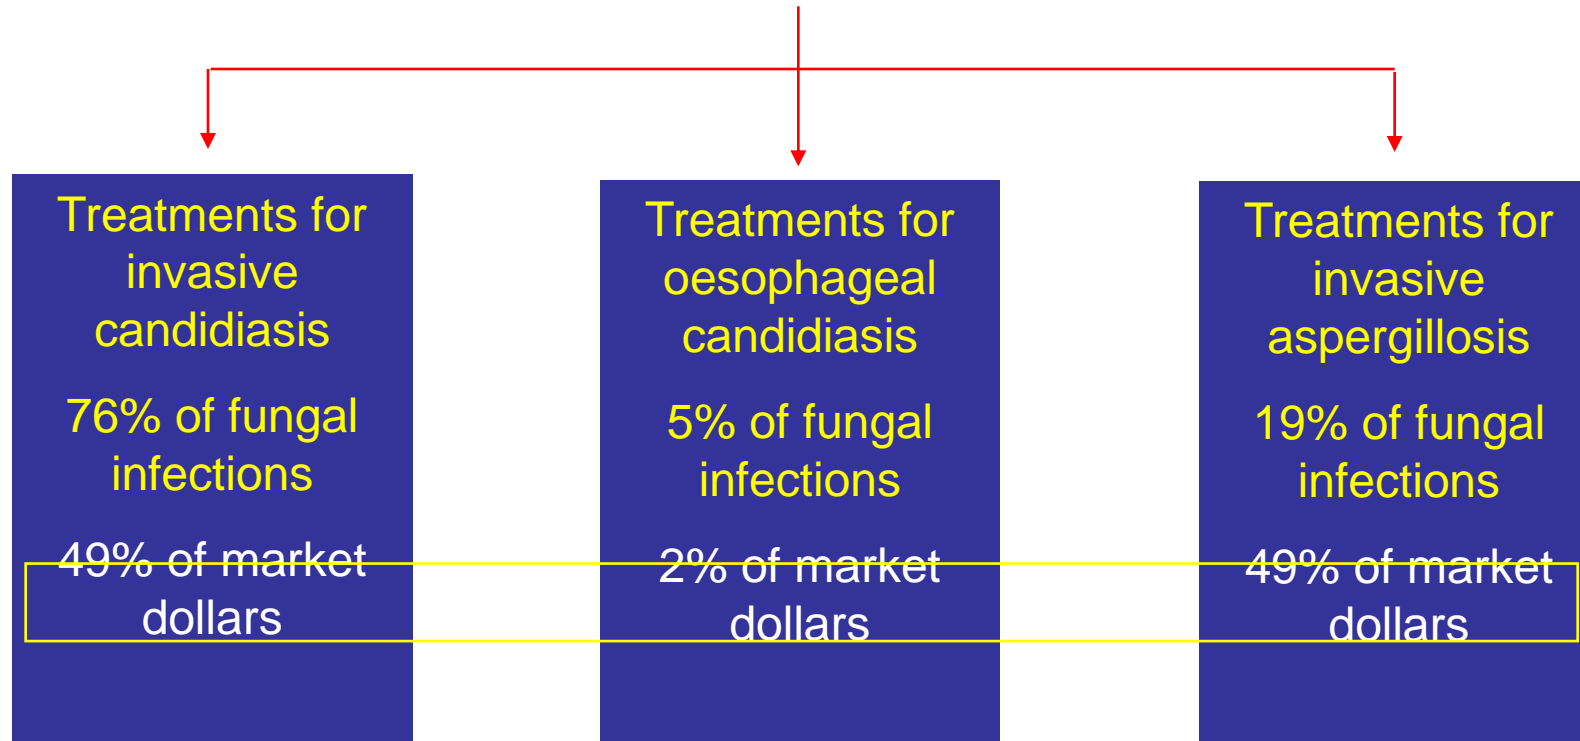 Treatments for
invasive
candidiasis
76% of fungal
infections
49% of market
dollars
Treatments for
oesophageal
candidiasis
5% of fungal
infections
2% of market
dollars
Treatments for
invasive
aspergillosis
19% of fungal
infections
49% of market
dollars